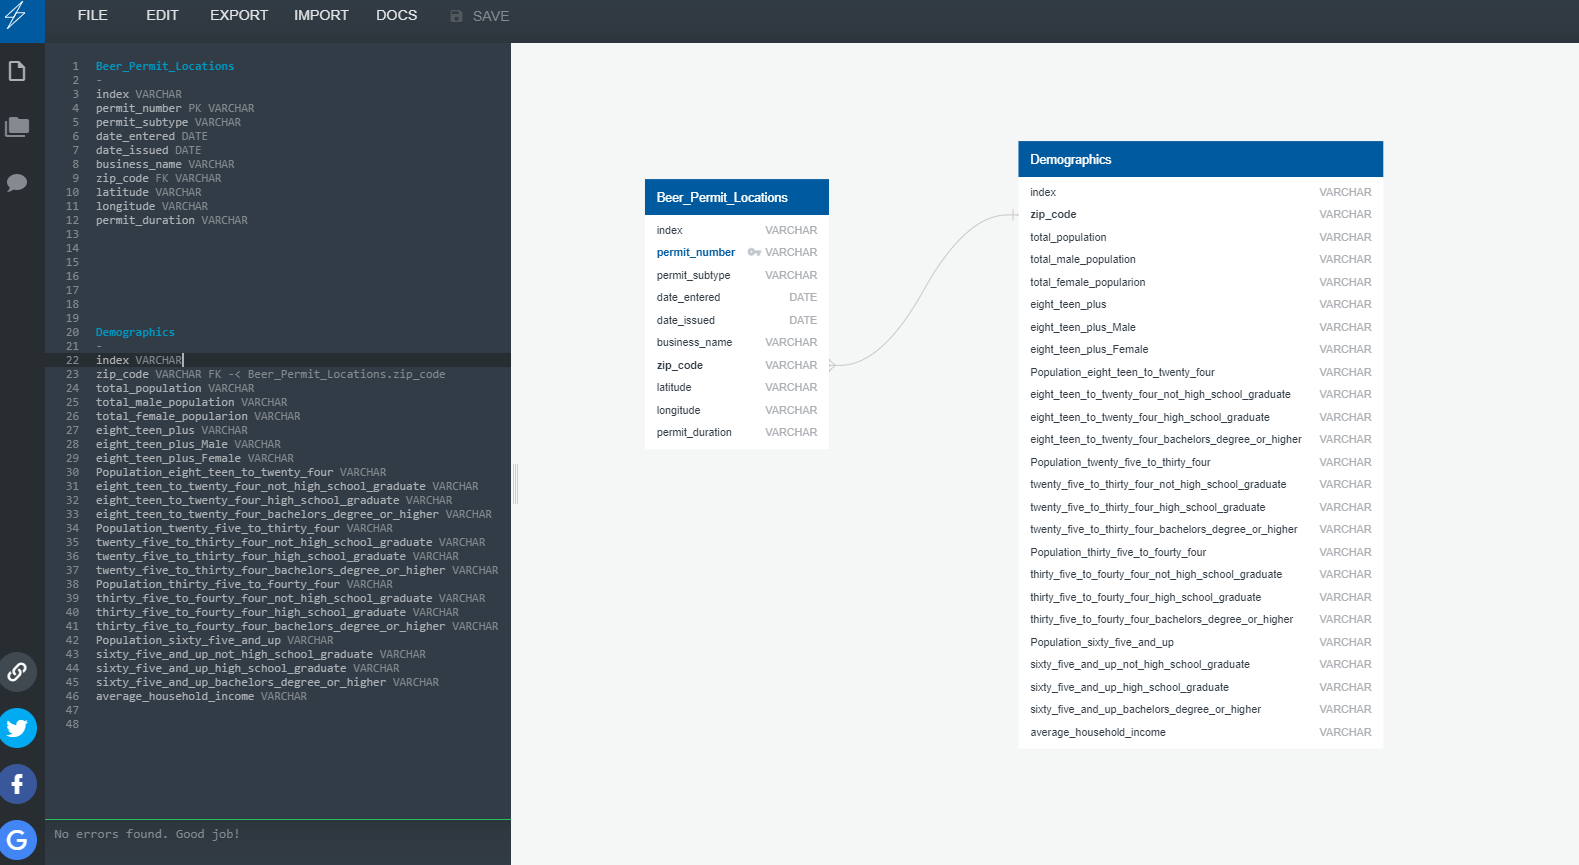 FILE EDIT EXPORT IMPORT DOCS SAVE
1 Beer_Permit_Locations
2 -
3 index VARCHAR
4 permit_number PK VARCHAR
5 permit_subtype VARCHAR
6 date_entered DATE
7 date_issued DATE
8 business_name VARCHAR
9 zip_code FK VARCHAR
10 latitude VARCHAR
11 longitude VARCHAR
12 permit_duration VARCHAR
13
14
15
16
17
18
19
20 Demographics
21 -
22 index VARCHAR
23 zip_code VARCHAR FK -< Beer_Permit_Locations.zip_code
24 total_population VARCHAR
25 total_male_population VARCHAR
26 total_female_popularion VARCHAR
27 eight_teen_plus VARCHAR
28 eight_teen_plus_Male VARCHAR
29 eight_teen_plus_Female VARCHAR
30 Population_eight_teen_to_twenty_four VARCHAR
31 eight_teen_to_twenty_four_not_high_school_graduate VARCHAR
32 eight_teen_to_twenty_four_high_school_graduate VARCHAR
33 eight_teen_to_twenty_four_bachelors_degree_or_higher VARCHAR
34 Population_twenty_five_to_thirty_four VARCHAR
35 twenty_five_to_thirty_four_not_high_school_graduate VARCHAR
36 twenty_five_to_thirty_four_high_school_graduate VARCHAR
37 twenty_five_to_thirty_four_bachelors_degree_or_higher VARCHAR
38 Population_thirty_five_to_fourty_four VARCHAR
39 thirty_five_to_fourty_four_not_high_school_graduate VARCHAR
40 thirty_five_to_fourty_four_high_school_graduate VARCHAR
41 thirty_five_to_fourty_four_bachelors_degree_or_higher VARCHAR
42 Population_sixty_five_and_up VARCHAR
43 sixty_five_and_up_not_high_school_graduate VARCHAR
44 sixty_five_and_up_high_school_graduate VARCHAR
45 sixty_five_and_up_bachelors_degree_or_higher VARCHAR
46 average_household_income VARCHAR
47
48
No errors found. Good job!
Beer_Permit_Locations
index VARCHAR
permit_number VARCHAR
permit_subtype VARCHAR
date_entered DATE
date_issued DATE
business_name VARCHAR
zip_code VARCHAR
latitude VARCHAR
longitude VARCHAR
permit_duration VARCHAR
Demographics
index VARCHAR
zip_code VARCHAR
total_population VARCHAR
total_male_population VARCHAR
total_female_popularion VARCHAR
eight_teen_plus VARCHAR
eight_teen_plus_Male VARCHAR
eight_teen_plus_Female VARCHAR
Population_eight_teen_to_twenty_four VARCHAR
eight_teen_to_twenty_four_not_high_school_graduate VARCHAR
eight_teen_to_twenty_four_high_school_graduate VARCHAR
eight_teen_to_twenty_four_bachelors_degree_or_higher VARCHAR
Population_twenty_five_to_thirty_four VARCHAR
twenty_five_to_thirty_four_not_high_school_graduate VARCHAR
twenty_five_to_thirty_four_high_school_graduate VARCHAR
twenty_five_to_thirty_four_bachelors_degree_or_higher VARCHAR
Population_thirty_five_to_fourty_four VARCHAR
thirty_five_to_fourty_four_not_high_school_graduate VARCHAR
thirty_five_to_fourty_four_high_school_graduate VARCHAR
thirty_five_to_fourty_four_bachelors_degree_or_higher VARCHAR
Population_sixty_five_and_up VARCHAR
sixty_five_and_up_not_high_school_graduate VARCHAR
sixty_five_and_up_high_school_graduate VARCHAR
sixty_five_and_up_bachelors_degree_or_higher VARCHAR
average_household_income VARCHAR